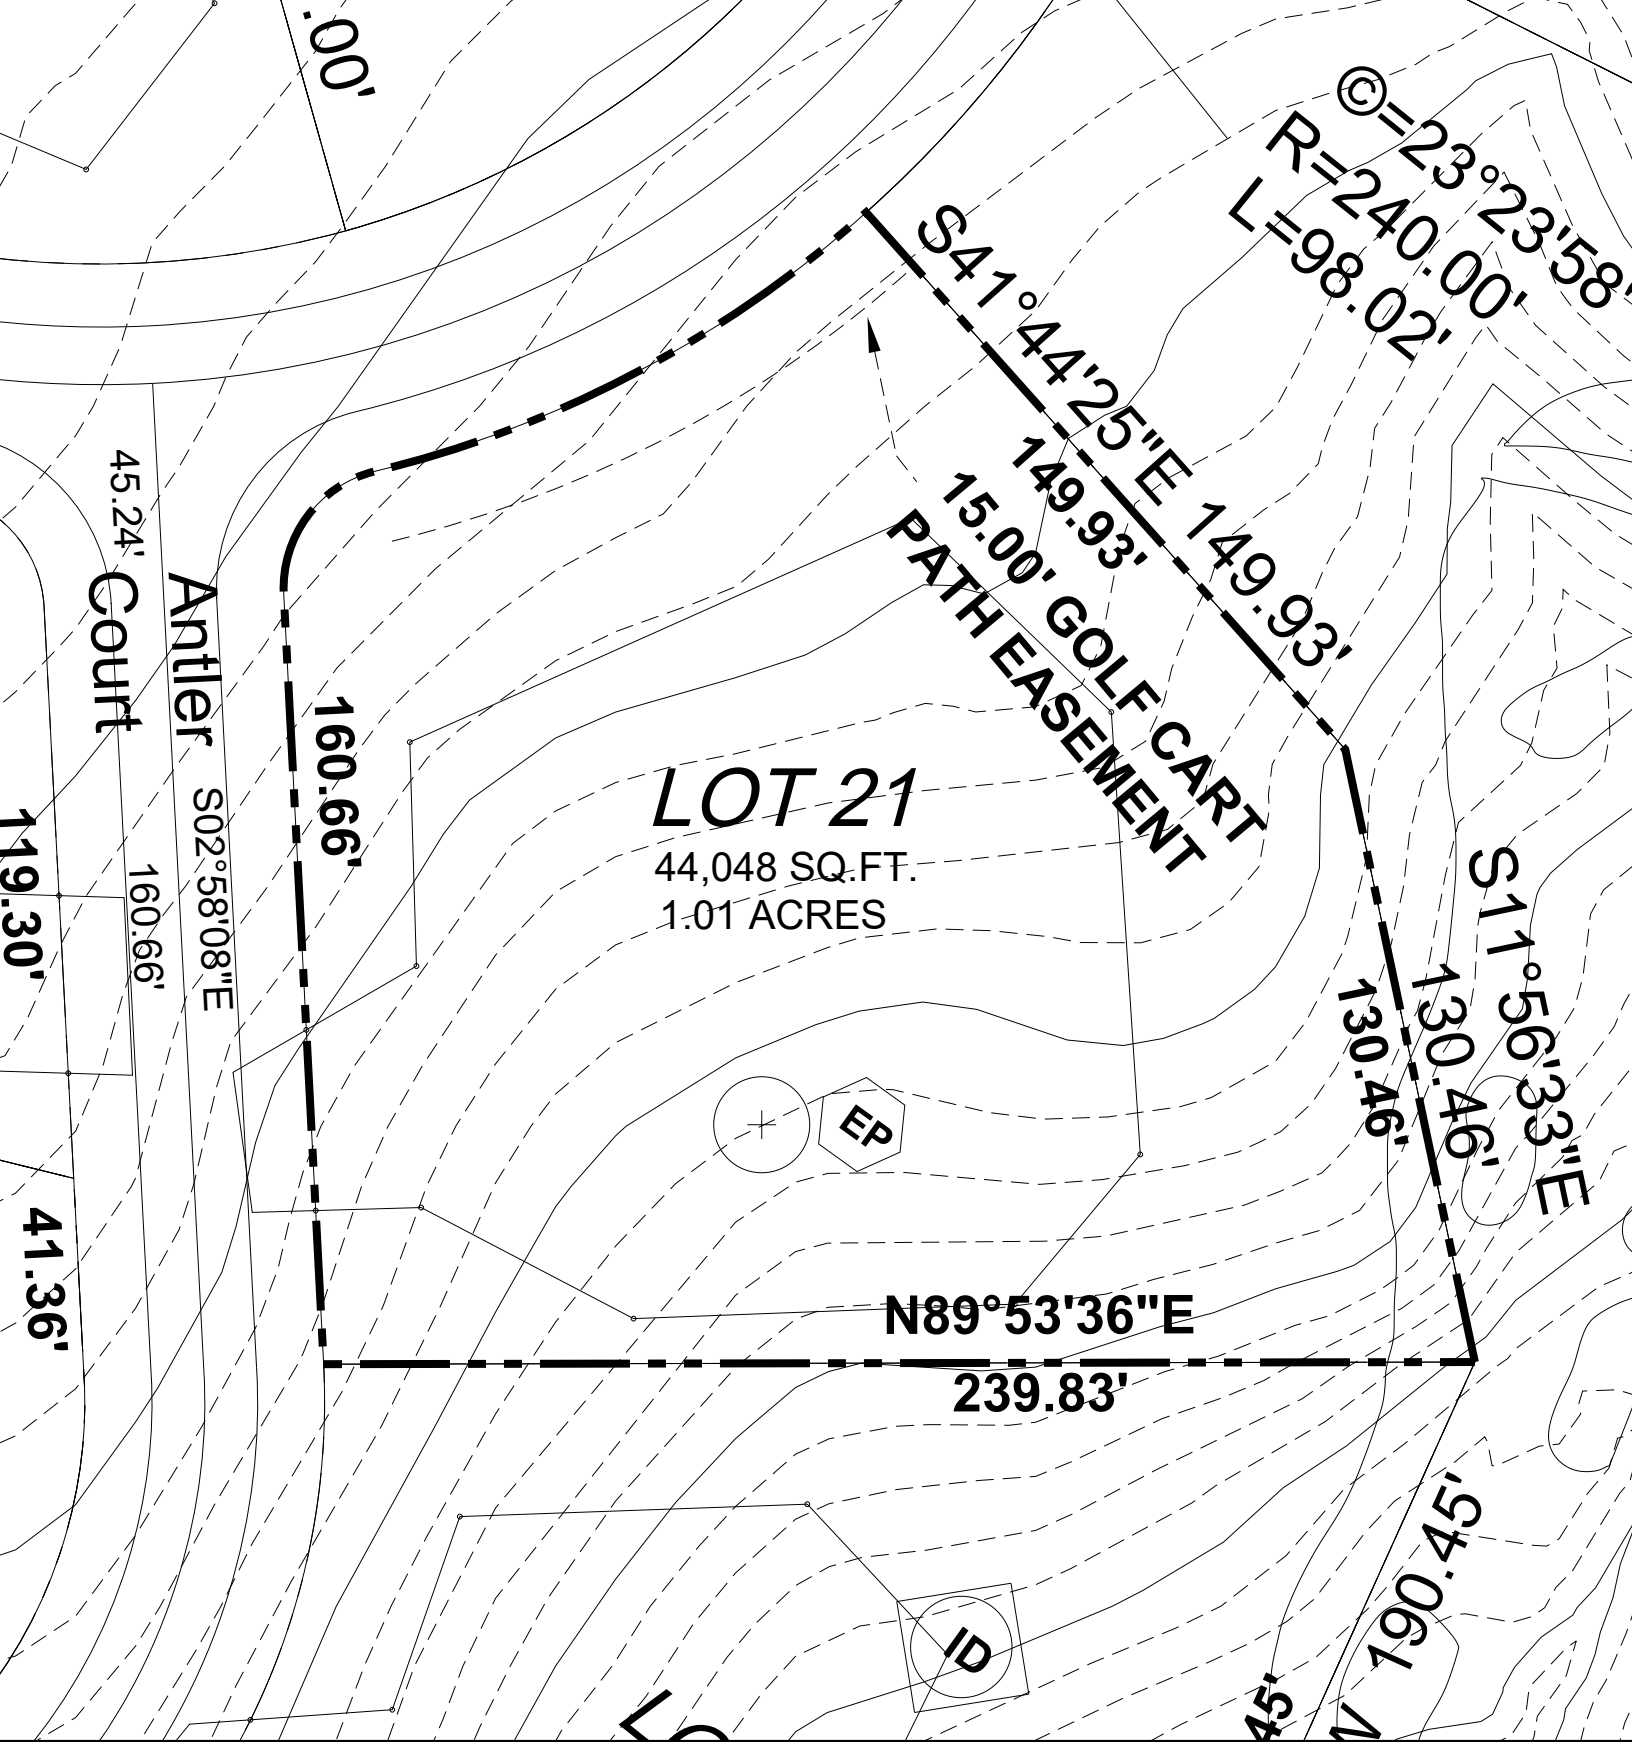 .00'
©=23°23'58"
R=240.00'
L=98.02'
S41°44'25"E 149.93'
149.93'
15.00' GOLF CART
PATH EASEMENT
45.24'
Antler
Court
S02°58'08"E
160.66'
160.66'
119.30'
41.36'
LOT 21
44,048 SQ.FT.
1.01 ACRES
S11°56'33"E
130.46'
130.46'
EP
N89°53'36"E
239.83'
ID
190.45'
45'
W
LO